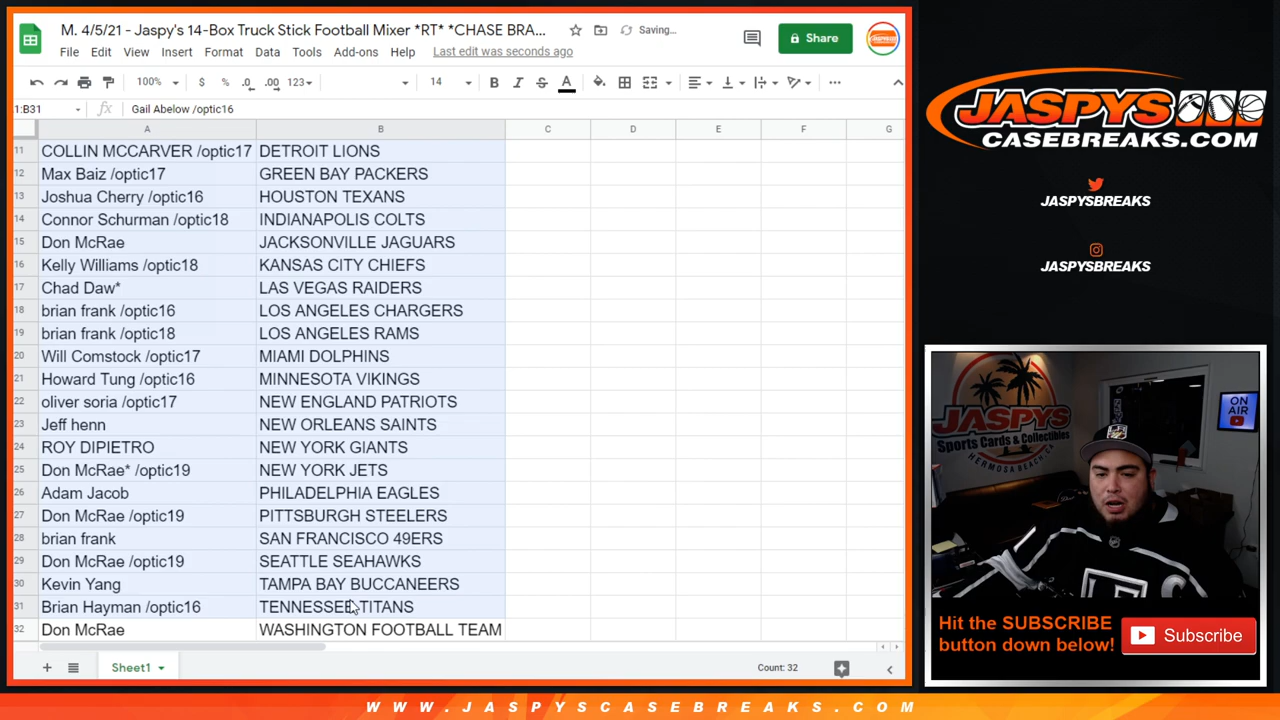 M. 4/5/21 - Jaspy's 14-Box Truck Stick Football Mixer *RT* *CHASE BRA...
Saving...
Share
File Edit View Insert Format Data Tools Add-ons Help Last edit was seconds ago
100% $ % .0 .00 123 14 B I S A
1:B31 fx Gail Abelow /optic16
A B C D E F G
11 COLLIN MCCARVER /optic17 DETROIT LIONS
12 Max Baiz /optic17 GREEN BAY PACKERS
13 Joshua Cherry /optic16 HOUSTON TEXANS
14 Connor Schurman /optic18 INDIANAPOLIS COLTS
15 Don McRae JACKSONVILLE JAGUARS
16 Kelly Williams /optic18 KANSAS CITY CHIEFS
17 Chad Daw* LAS VEGAS RAIDERS
18 brian frank /optic16 LOS ANGELES CHARGERS
19 brian frank /optic18 LOS ANGELES RAMS
20 Will Comstock /optic17 MIAMI DOLPHINS
21 Howard Tung /optic16 MINNESOTA VIKINGS
22 oliver soria /optic17 NEW ENGLAND PATRIOTS
23 Jeff henn NEW ORLEANS SAINTS
24 ROY DIPIETRO NEW YORK GIANTS
25 Don McRae* /optic19 NEW YORK JETS
26 Adam Jacob PHILADELPHIA EAGLES
27 Don McRae /optic19 PITTSBURGH STEELERS
28 brian frank SAN FRANCISCO 49ERS
29 Don McRae /optic19 SEATTLE SEAHAWKS
30 Kevin Yang TAMPA BAY BUCCANEERS
31 Brian Hayman /optic16 TENNESSEE TITANS
32 Don McRae WASHINGTON FOOTBALL TEAM
Sheet1
Count: 32
JASPYS
CASEBREAKS.COM
JASPYSBREAKS
JASPYSBREAKS
JASPYS
Sports Cards & Collectibles
HERMOSA BEACH, CA
ON
AIR
Hit the SUBSCRIBE
button down below!
Subscribe
WWW.JASPYSCASEBREAKS.COM